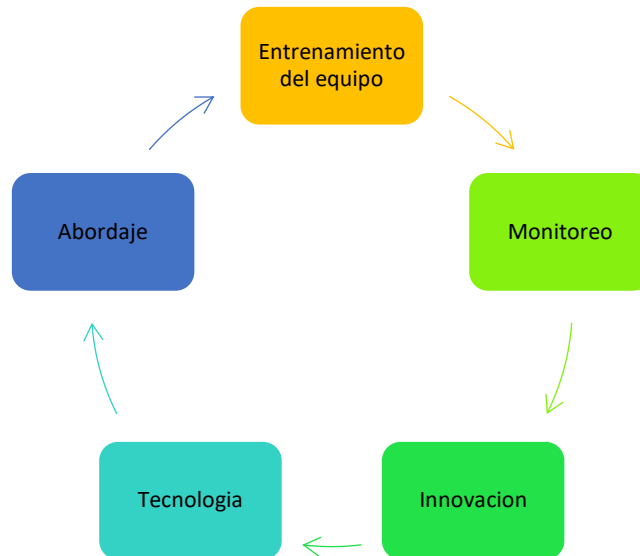 Entrenamiento
del equipo
Monitoreo
Innovacion
Tecnologia
Abordaje